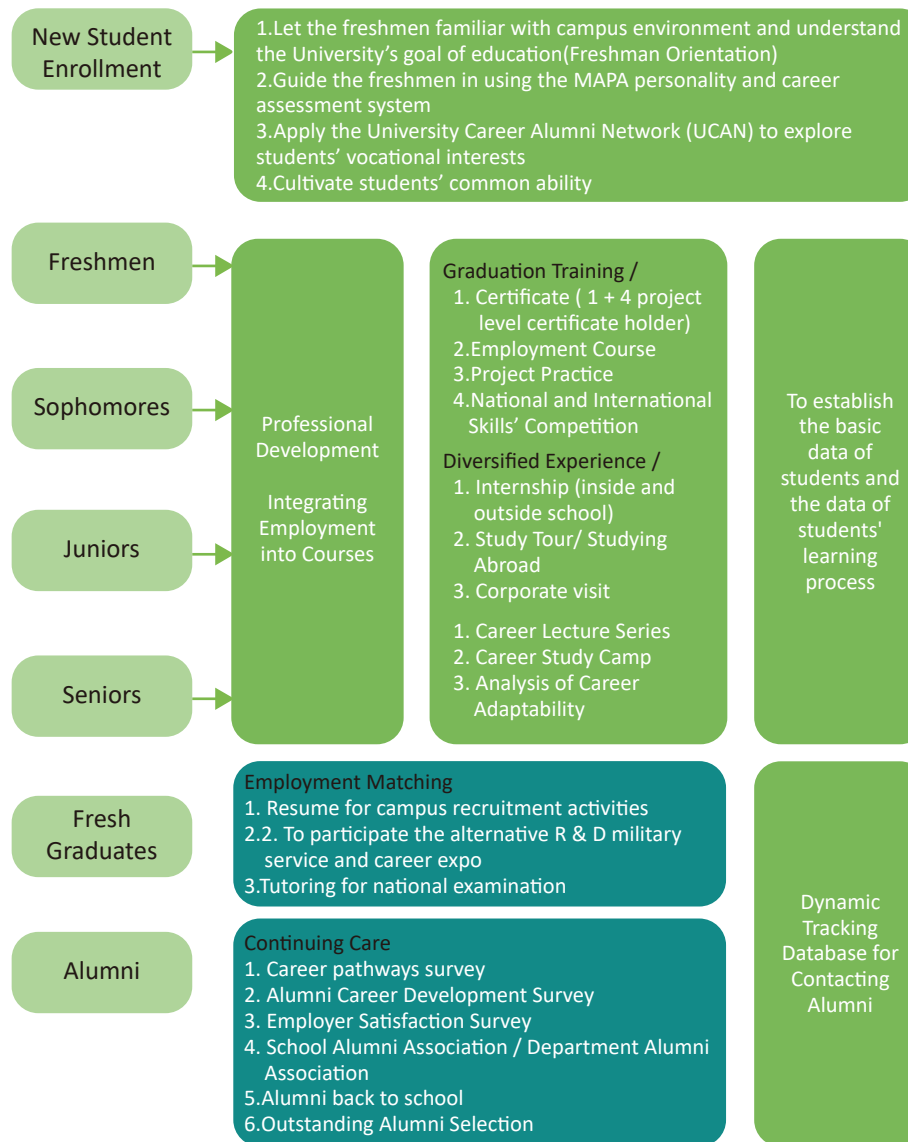 New Student
Enrollment
1.Let the freshmen familiar with campus environment and understand
the University’s goal of education(Freshman Orientation)
2.Guide the freshmen in using the MAPA personality and career
assessment system
3.Apply the University Career Alumni Network (UCAN) to explore
students’ vocational interests
4.Cultivate students’ common ability
Freshmen
Sophomores
Juniors
Seniors
Professional
Development
Integrating
Employment
into Courses
Graduation Training /
1. Certificate ( 1 + 4 project
level certificate holder)
2.Employment Course
3.Project Practice
4.National and International
Skills’ Competition
Diversified Experience /
1. Internship (inside and
outside school)
2. Study Tour/ Studying
Abroad
3. Corporate visit
1. Career Lecture Series
2. Career Study Camp
3. Analysis of Career
Adaptability
To establish
the basic
data of
students and
the data of
students'
learning
process
Fresh
Graduates
Employment Matching
1. Resume for campus recruitment activities
2.2. To participate the alternative R & D military
service and career expo
3.Tutoring for national examination
Alumni
Continuing Care
1. Career pathways survey
2. Alumni Career Development Survey
3. Employer Satisfaction Survey
4. School Alumni Association / Department Alumni
Association
5.Alumni back to school
6.Outstanding Alumni Selection
Dynamic
Tracking
Database for
Contacting
Alumni